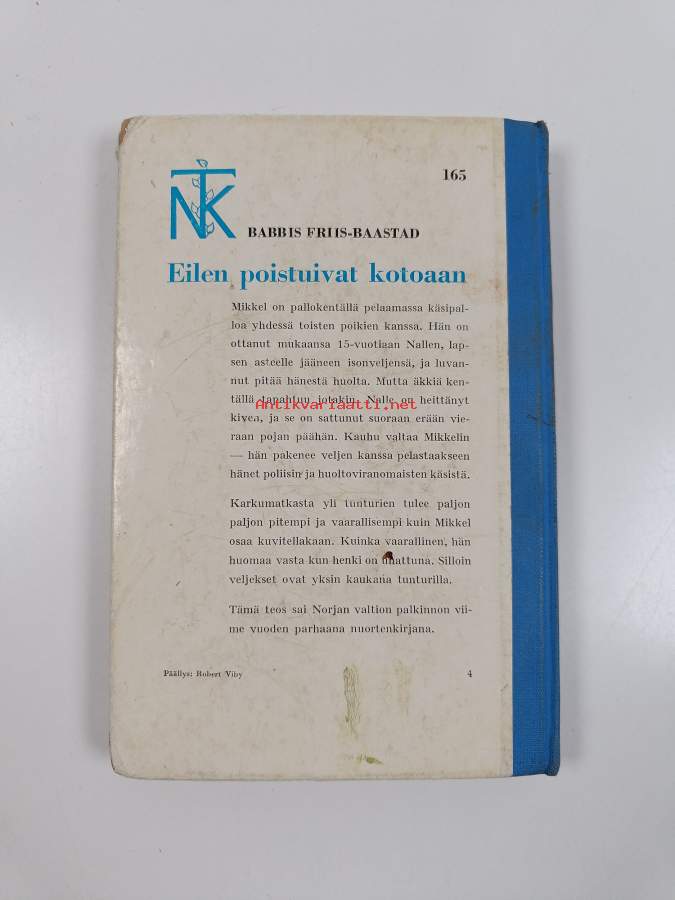 165
NTK
BABBIS FRIIS-BAASTAD
Eilen poistuivat kotoaan
Mikkel on pallokentällä pelaamassa käsipal-
loa yhdessä toisten poikien kanssa. Hän on
ottanut mukaansa 15-vuotiaan Nallen, lap-
sen asteelle jääneen isonveljensä, ja luvan-
nut pitää hänestä huolta. Mutta äkkiä ken-
tällä tapahtuu jotakin. Nalle on heittänyt
Antikvariaatti.net
kiven, ja se on sattunut suoraan erään vie-
raan pojan päähän. Kauhu valtaa Mikkelin
— hän pakenee veljen kanssa pelastaakseen
hänet poliisin ja huoltoviranomaisten käsistä.
Karkumatkasta yli tunturien tulee paljon
paljon pitempi ja vaarallisempi kuin Mikkel
osaa kuvitellakaan. Kuinka vaarallinen, hän
huomaa vasta kun henki on uhattuna. Silloin
veljekset ovat yksin kaukana tunturilla.
Tämä teos sai Norjan valtion palkinnon vii-
me vuoden parhaana nuortenkirjana.
Päällys: Robert Viby
4